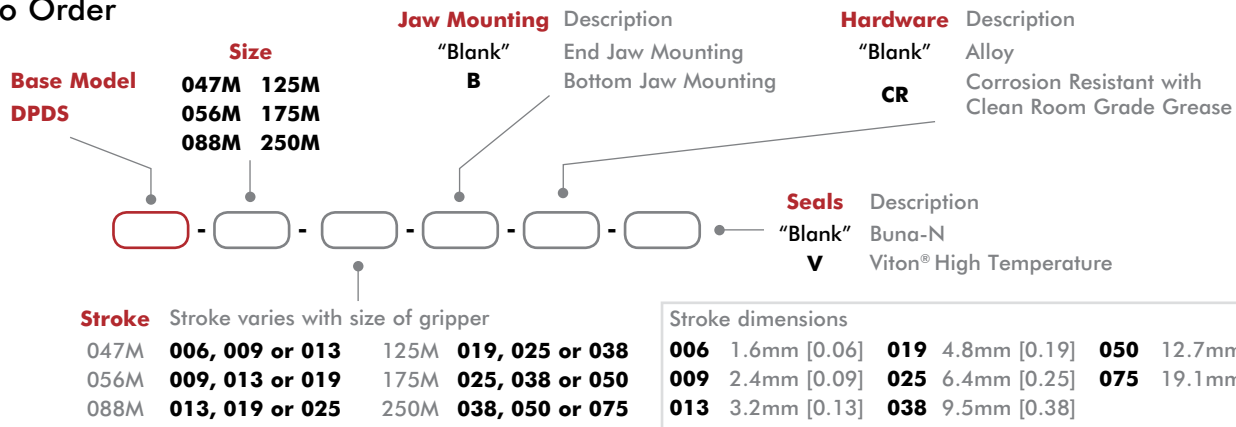 o Order
Jaw Mounting Description
"Blank" End Jaw Mounting
B Bottom Jaw Mounting
Hardware Description
"Blank" Alloy
CR Corrosion Resistant with
Clean Room Grade Grease
Size
047M 125M
056M 175M
088M 250M
Base Model
DPDS
- - - - -
Seals Description
"Blank" Buna-N
V Viton® High Temperature
Stroke Stroke varies with size of gripper
047M 006, 009 or 013 125M 019, 025 or 038
056M 009, 013 or 019 175M 025, 038 or 050
088M 013, 019 or 025 250M 038, 050 or 075
Stroke dimensions
006 1.6mm [0.06] 019 4.8mm [0.19] 050 12.7mm
009 2.4mm [0.09] 025 6.4mm [0.25] 075 19.1mm
013 3.2mm [0.13] 038 9.5mm [0.38]